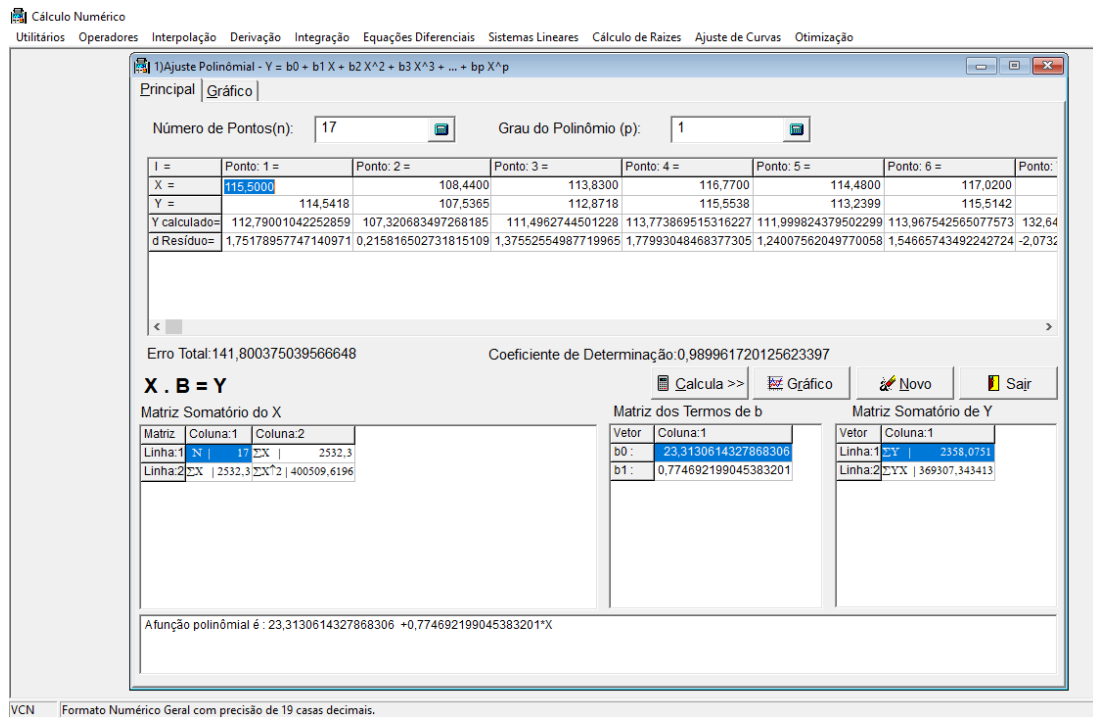 Cálculo Numérico
Utilitários Operadores Interpolação Derivação Integração Equações Diferenciais Sistemas Lineares Cálculo de Raizes Ajuste de Curvas Otimização
1)Ajuste Polinômial - Y = b0 + b1 X + b2 X^2 + b3 X^3 + ... + bp X^p
Principal Gráfico
Número de Pontos(n): 17 Grau do Polinômio (p): 1
I = Ponto: 1 = Ponto: 2 = Ponto: 3 = Ponto: 4 = Ponto: 5 = Ponto: 6 = Ponto:
X = 115,5000 108,4400 113,8300 116,7700 114,4800 117,0200
Y = 114,5418 107,5365 112,8718 115,5538 113,2399 115,5142
Y calculado= 112,79001042252859 107,320683497268185 111,4962744501228 113,773869515316227 111,999824379502299 113,967542565077573 132,64
d Resíduo= 1,75178957747140971 0,215816502731815109 1,37552554987719965 1,77993048468377305 1,24007562049770058 1,54665743492242724 -2,0732
Erro Total:141,800375039566648 Coeficiente de Determinação:0,989961720125623397
X . B = Y
Calcula >> Gráfico Novo Sair
Matriz Somatório do X Matriz dos Termos de b Matriz Somatório de Y
Matriz Coluna:1 Coluna:2 Vetor Coluna:1 Vetor Coluna:1
Linha:1 N | 17 ΣX | 2532,3 b0 : 23,3130614327868306 Linha:1 ΣY | 2358,0751
Linha:2 ΣX | 2532,3 ΣX^2 | 400509,6196 b1 : 0,774692199045383201 Linha:2 ΣYX | 369307,343413
Afunção polinômial é : 23,3130614327868306 +0,774692199045383201*X
VCN Formato Numérico Geral com precisão de 19 casas decimais.